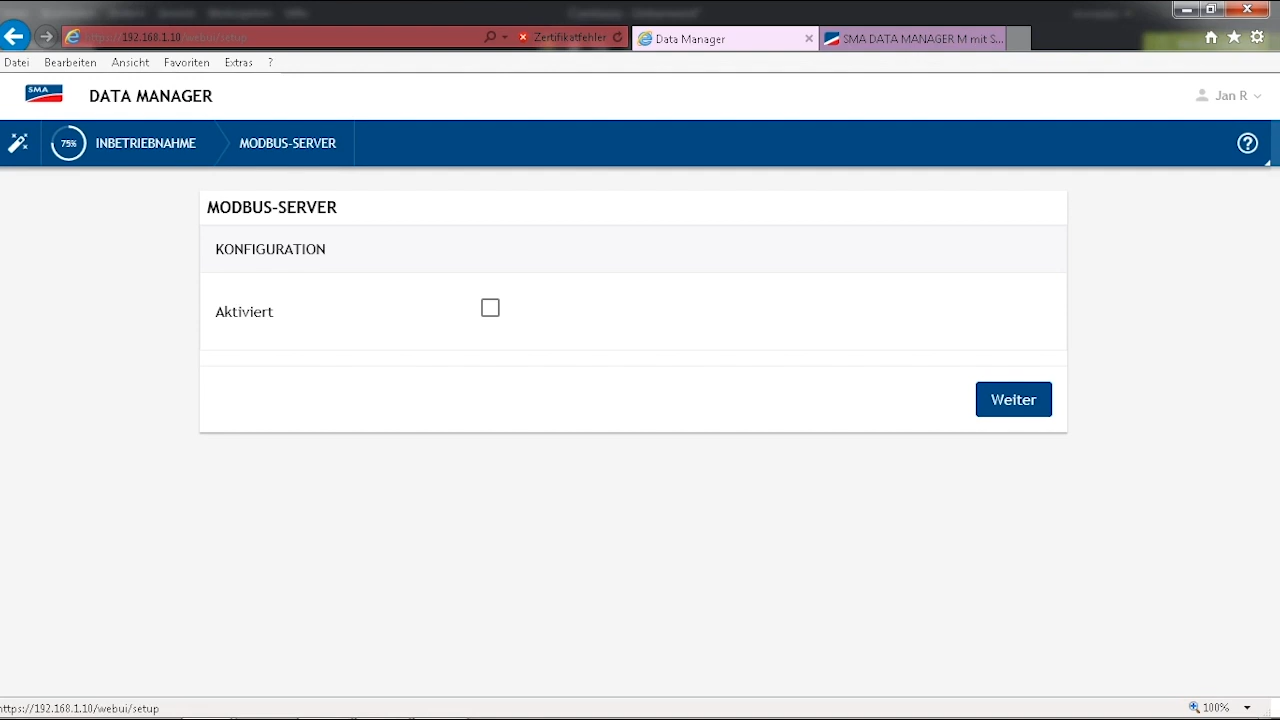 https://192.168.1.10/webui/setup
Zertifikatfehler
Data Manager
SMA DATA MANAGER M mit S...
Datei Bearbeiten Ansicht Favoriten Extras ?
SMA
DATA MANAGER
Jan R
75%
INBETRIEBNAHME
MODBUS-SERVER
MODBUS-SERVER
KONFIGURATION
Aktiviert
Weiter
https://192.168.1.10/webui/setup
100%